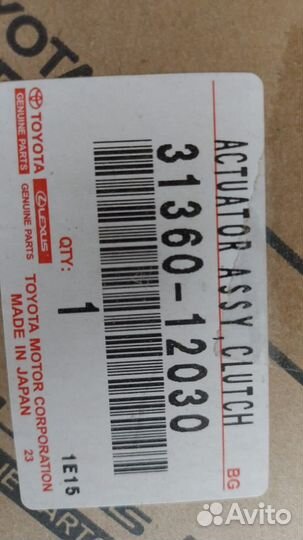 ACTUATOR ASSY,CLUTCH
BG
31360-12030
QTY:
1
1E15
TOYOTA
GENUINE PARTS
LEXUS
GENUINE PARTS
TOYOTA MOTOR CORPORATION
MADE IN JAPAN
23
TOYOTA
Avito